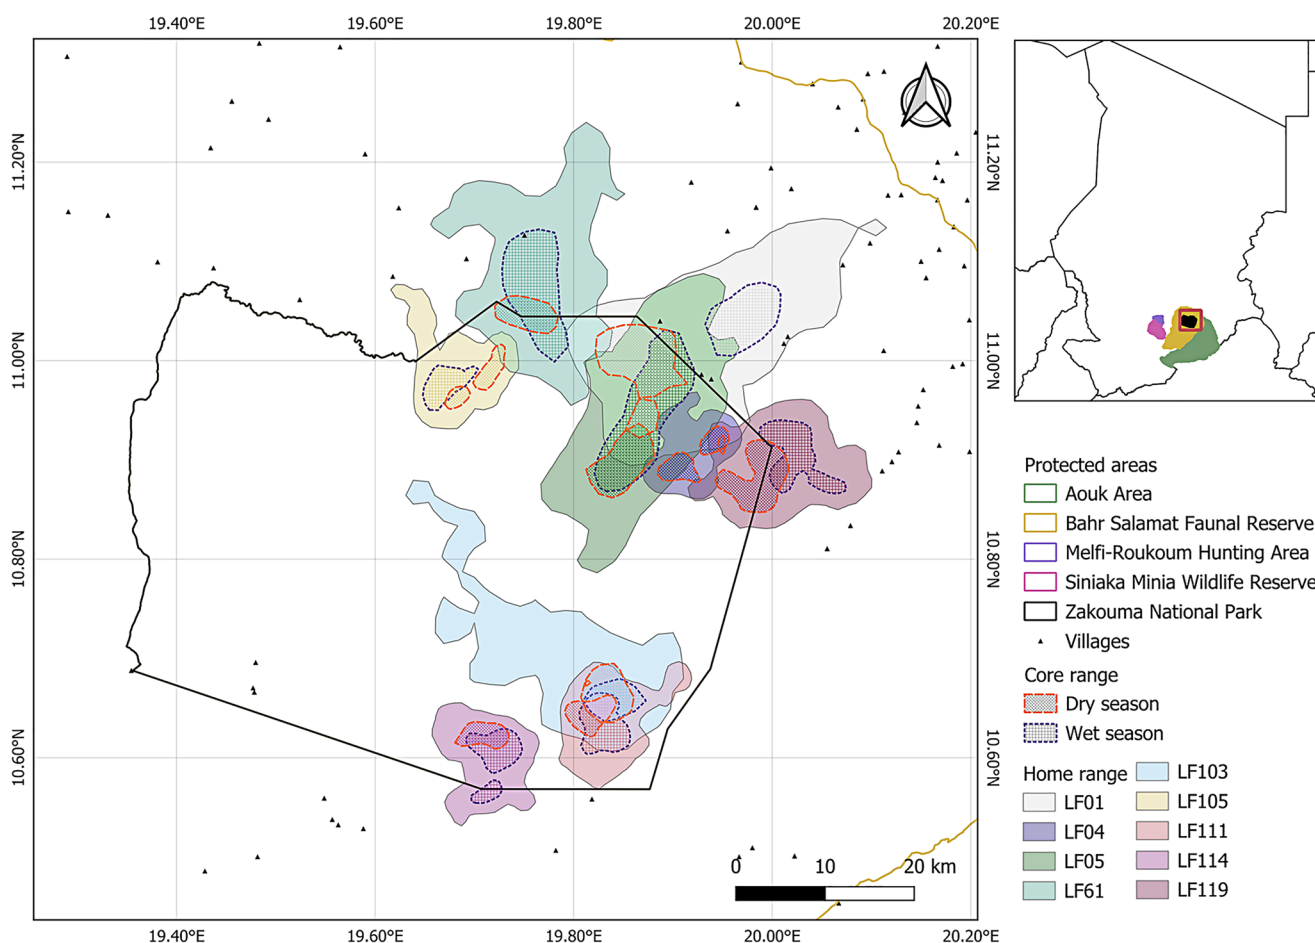 19.40°E 19.60°E 19.80°E 20.00°E 20.20°E
11.20°N 11.20°N
11.00°N 11.00°N
10.80°N 10.80°N
10.60°N 10.60°N
0 10 20 km
19.40°E 19.60°E 19.80°E 20.00°E 20.20°E
Protected areas
Aouk Area
Bahr Salamat Faunal Reserve
Melfi-Roukoum Hunting Area
Siniaka Minia Wildlife Reserve
Zakouma National Park
Villages
Core range
Dry season
Wet season
Home range
LF01
LF04
LF05
LF61
LF103
LF105
LF111
LF114
LF119